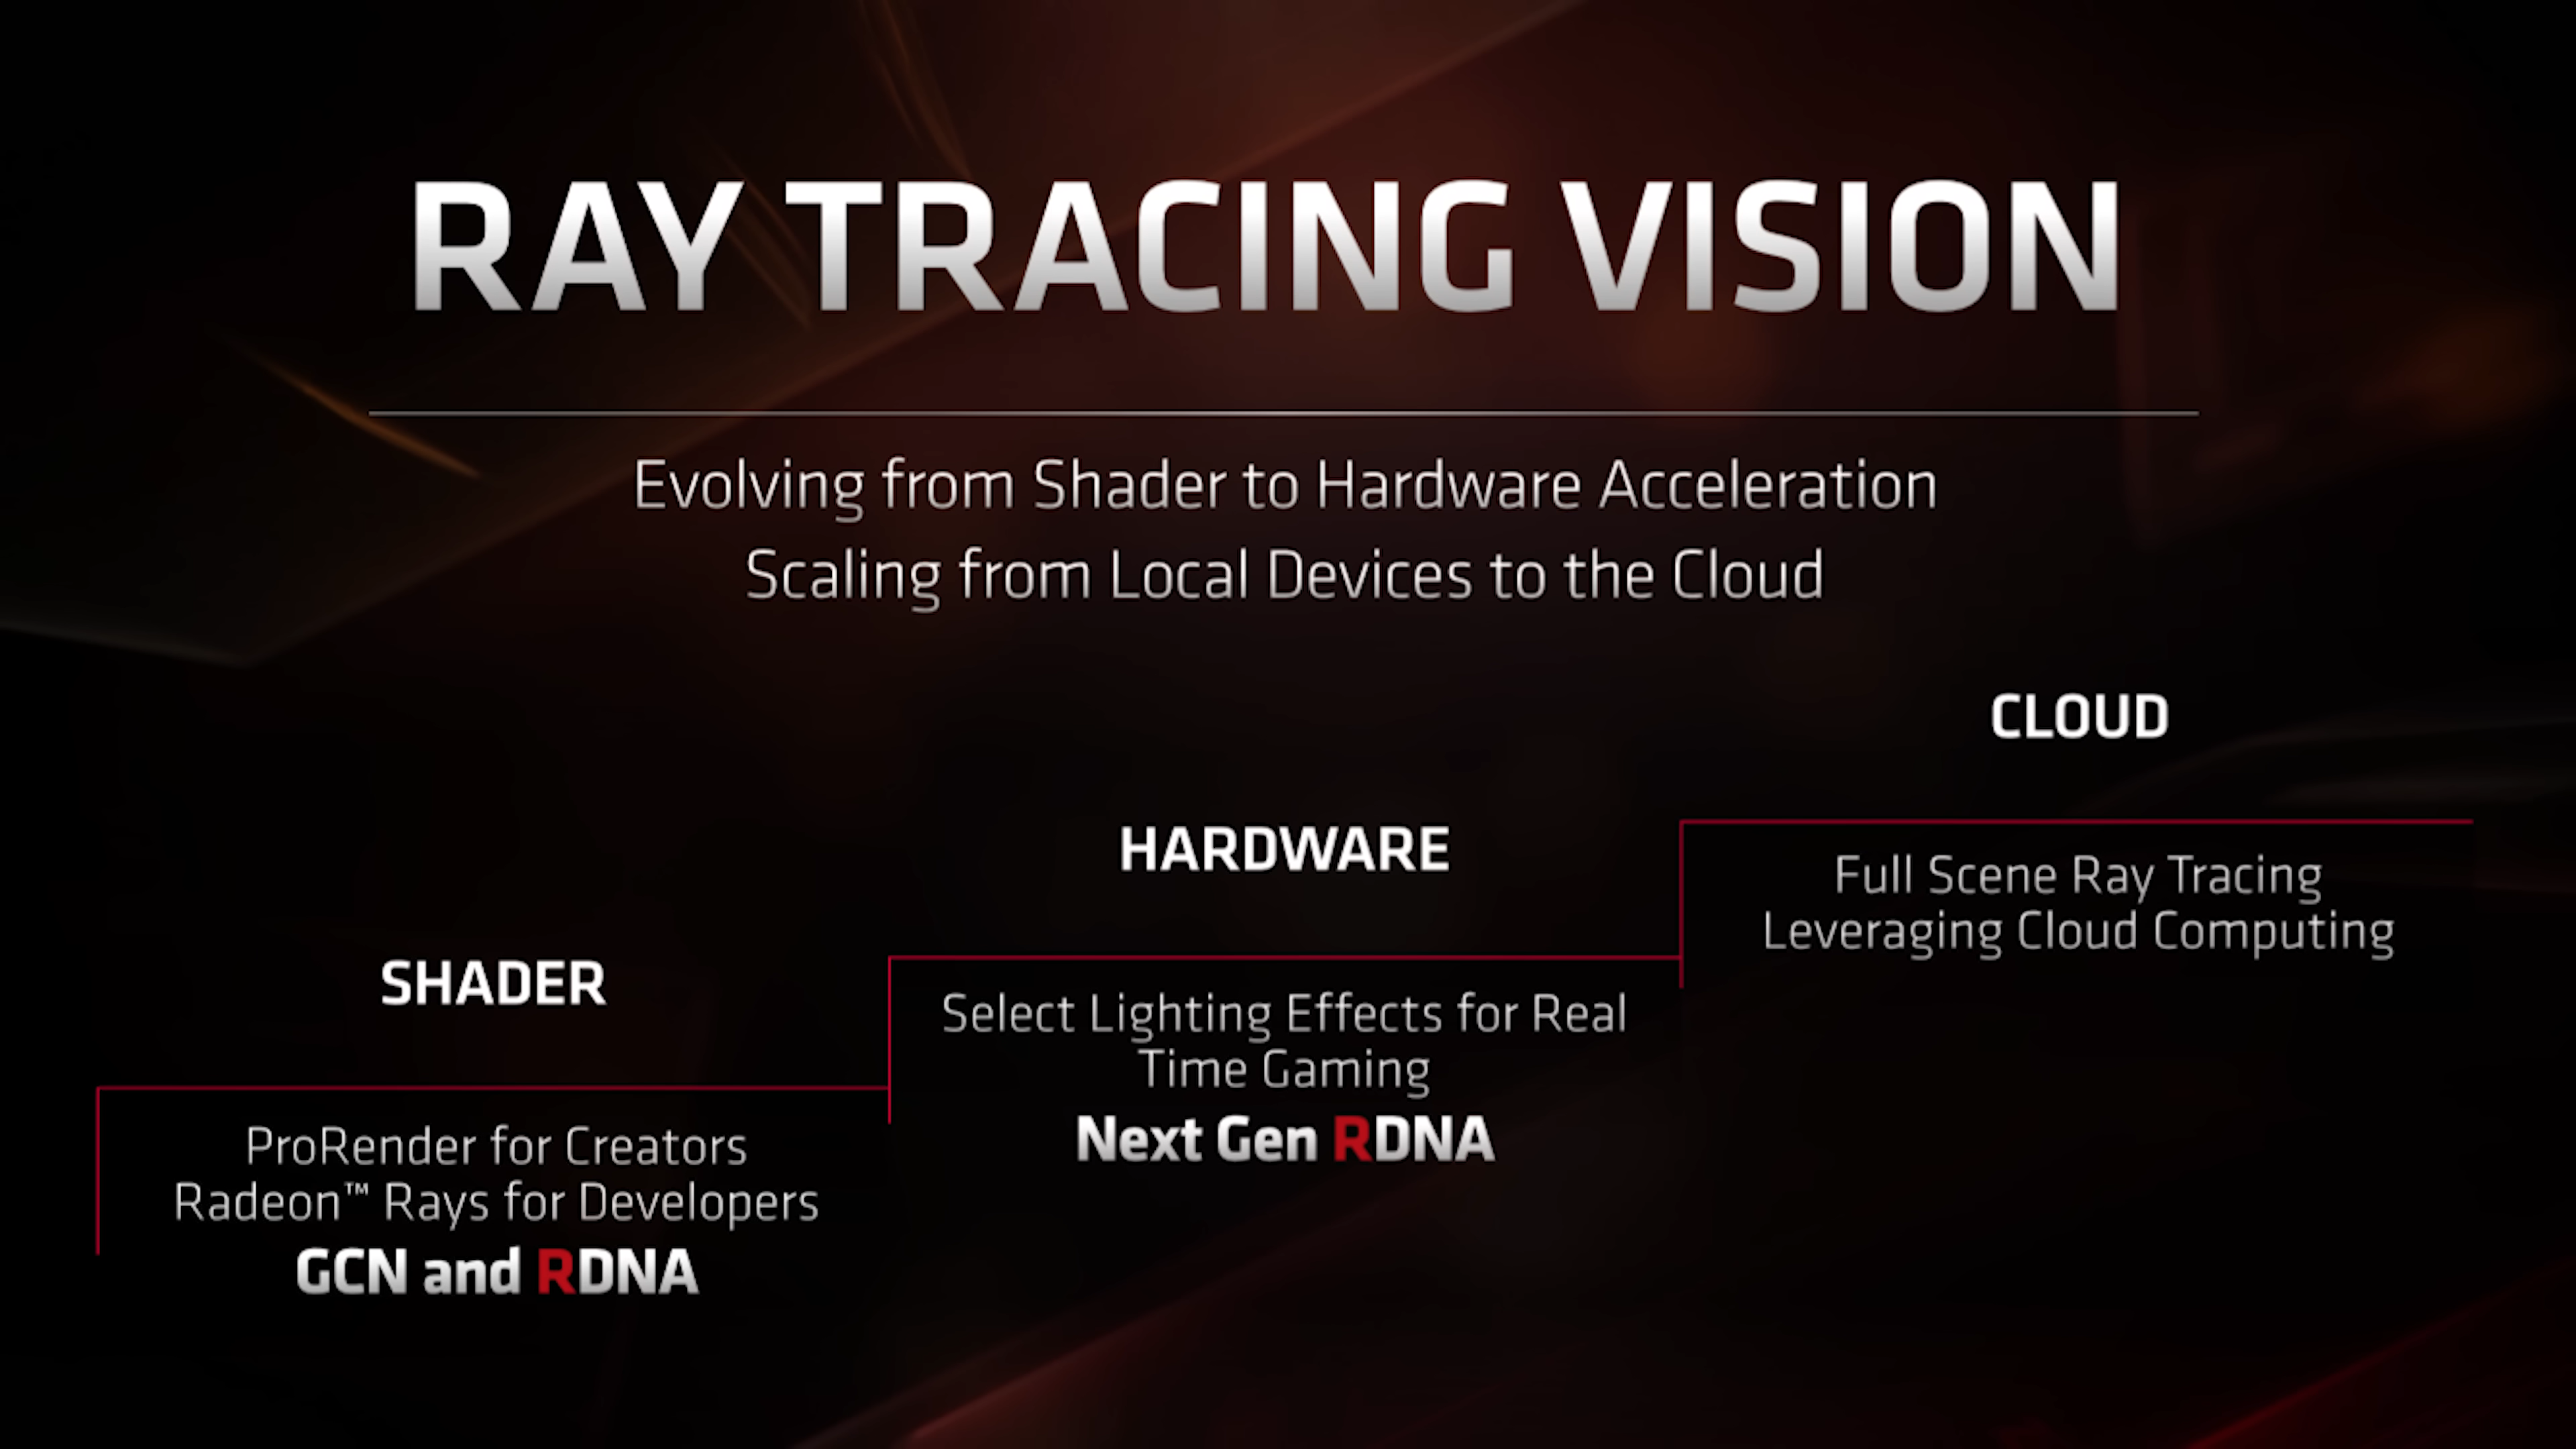 RAY TRACING VISION
Evolving from Shader to Hardware Acceleration
Scaling from Local Devices to the Cloud
SHADER
ProRender for Creators
Radeon™ Rays for Developers
GCN and RDNA
HARDWARE
Select Lighting Effects for Real
Time Gaming
Next Gen RDNA
CLOUD
Full Scene Ray Tracing
Leveraging Cloud Computing